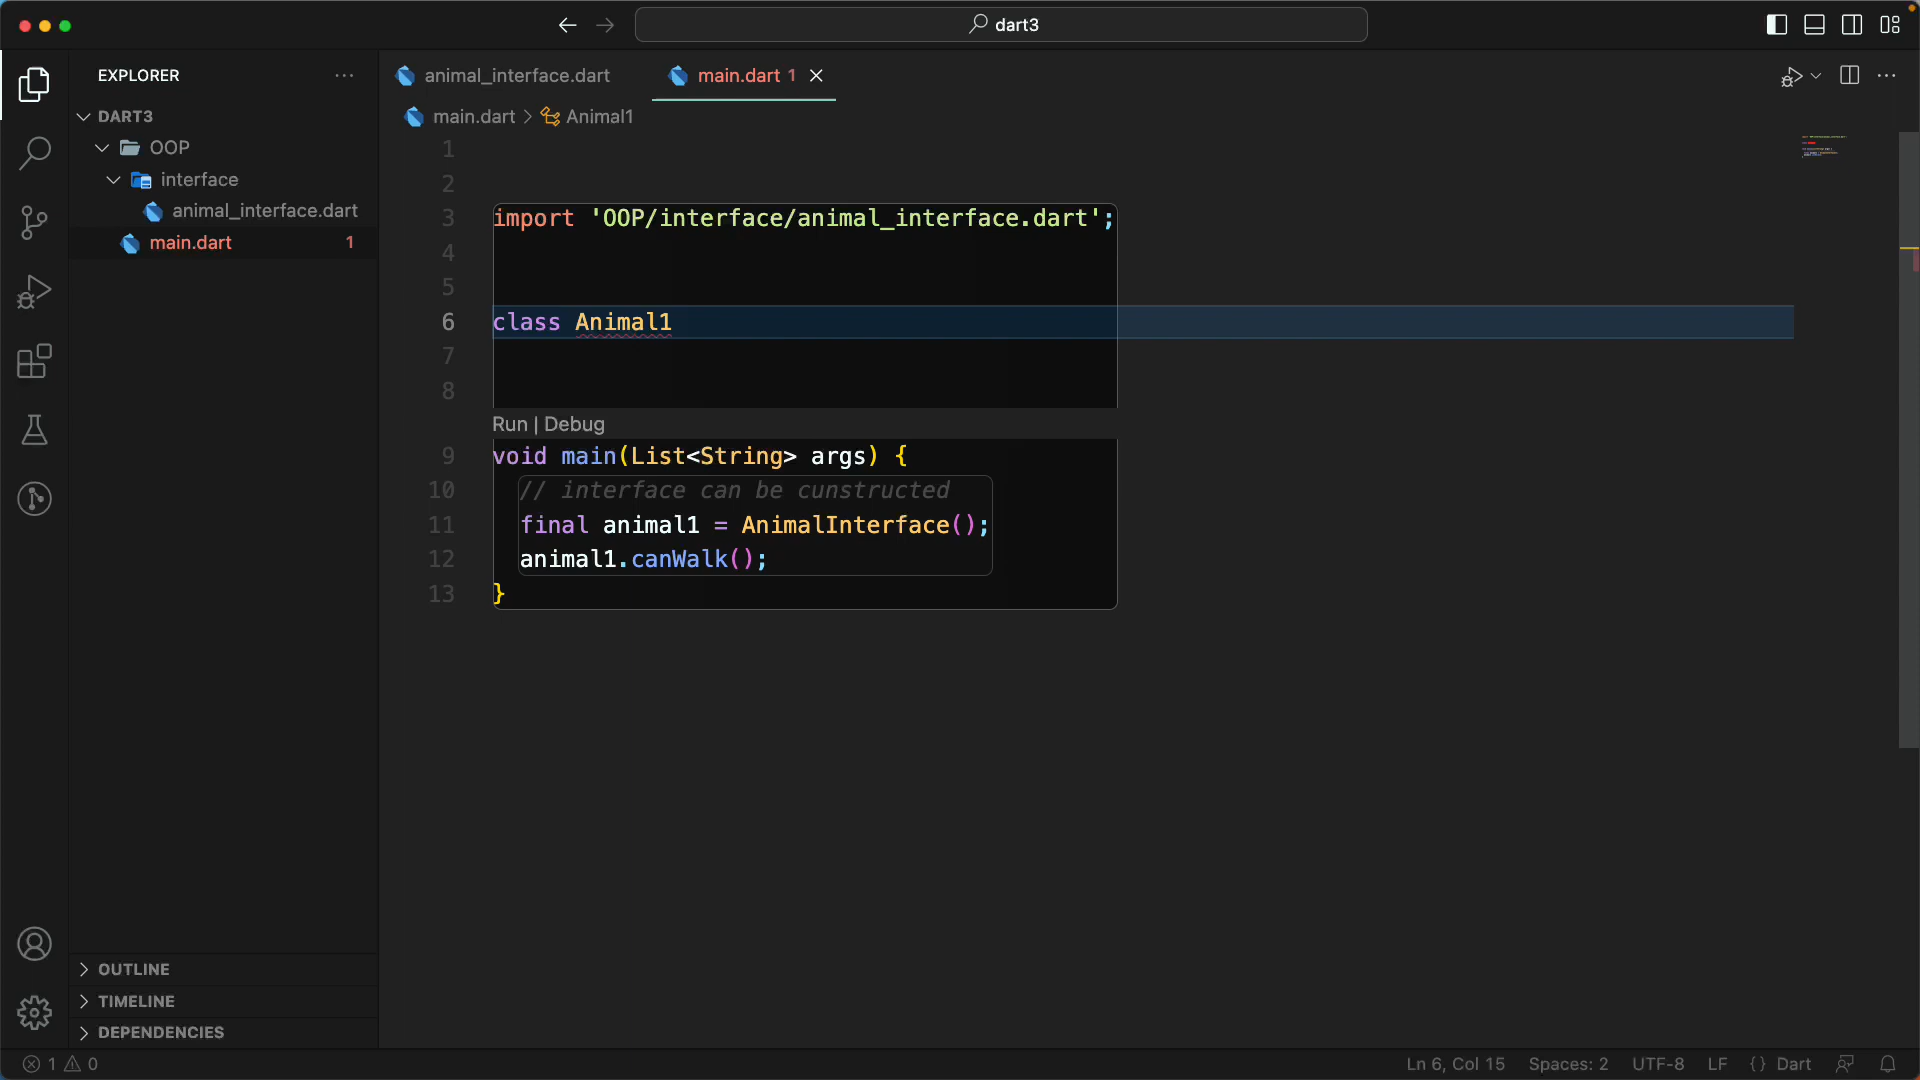 dart3
EXPLORER
animal_interface.dart
main.dart 1
DART3
main.dart > Animal1
OOP
interface
animal_interface.dart
main.dart 1
1
2
3 import 'OOP/interface/animal_interface.dart';
4
5
6 class Animal1
7
8
Run | Debug
9 void main(List<String> args) {
10 // interface can be cunstructed
11 final animal1 = AnimalInterface();
12 animal1.canWalk();
13 }
OUTLINE
TIMELINE
DEPENDENCIES
1 0 Ln 6, Col 15 Spaces: 2 UTF-8 LF {} Dart